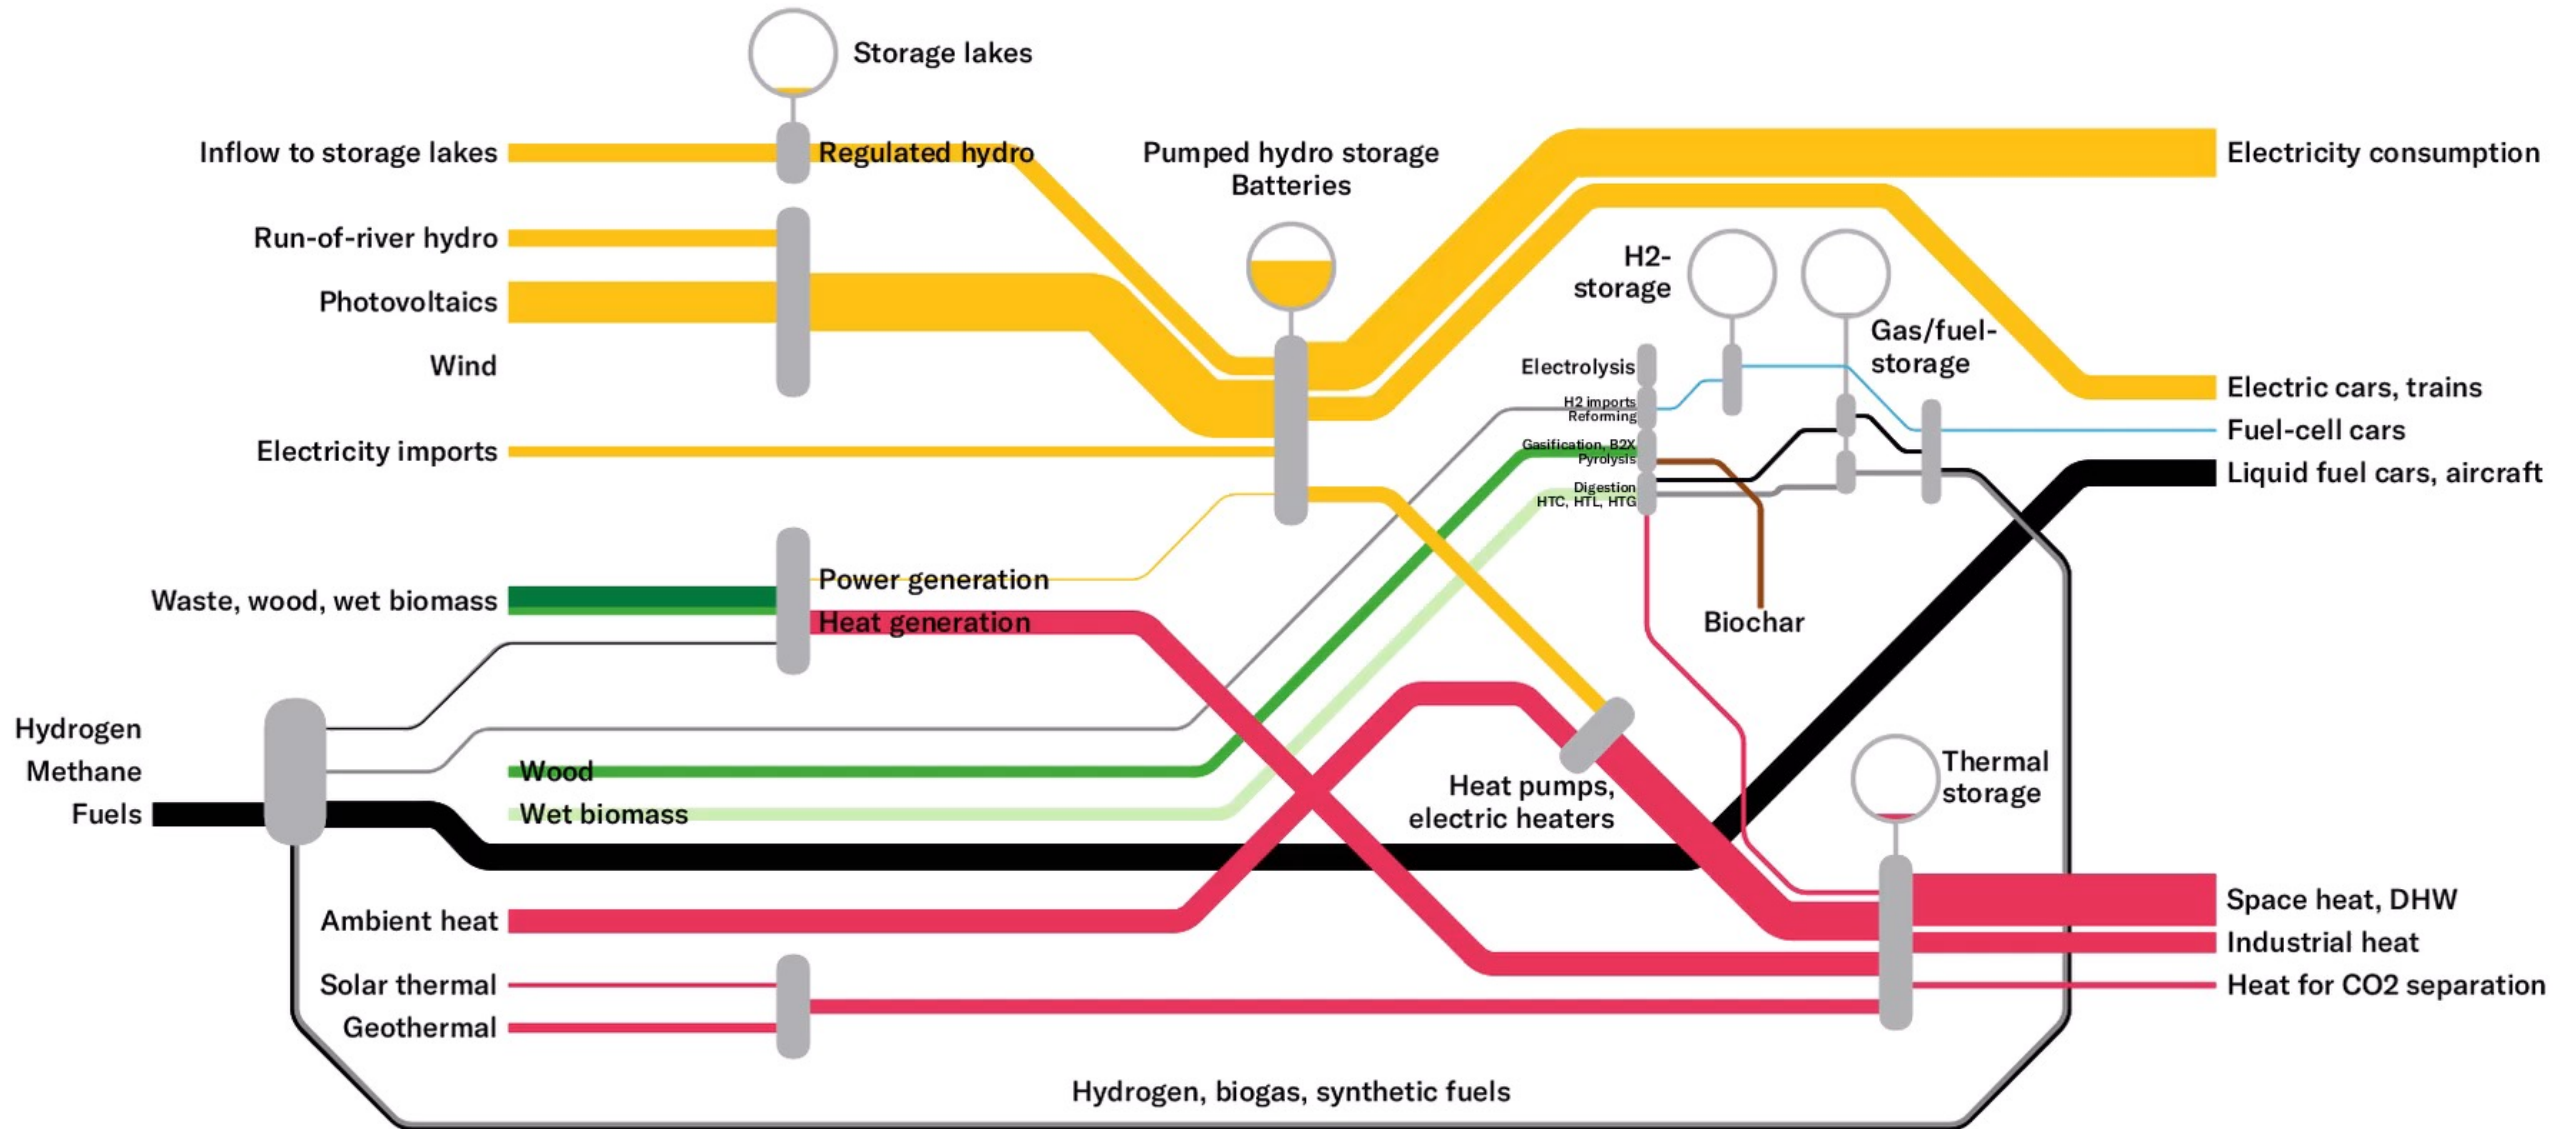 Storage lakes
Inflow to storage lakes
Regulated hydro
Pumped hydro storage
Batteries
Electricity consumption
Run-of-river hydro
Photovoltaics
Wind
H2-
storage
Gas/fuel-
storage
Electrolysis
H2 imports
Reforming
Gasification, B2X
Pyrolysis
Digestion
HTC, HTL, HTG
Electric cars, trains
Fuel-cell cars
Liquid fuel cars, aircraft
Electricity imports
Power generation
Waste, wood, wet biomass
Heat generation
Biochar
Hydrogen
Methane
Fuels
Wood
Wet biomass
Heat pumps,
electric heaters
Thermal
storage
Ambient heat
Space heat, DHW
Industrial heat
Solar thermal
Heat for CO2 separation
Geothermal
Hydrogen, biogas, synthetic fuels